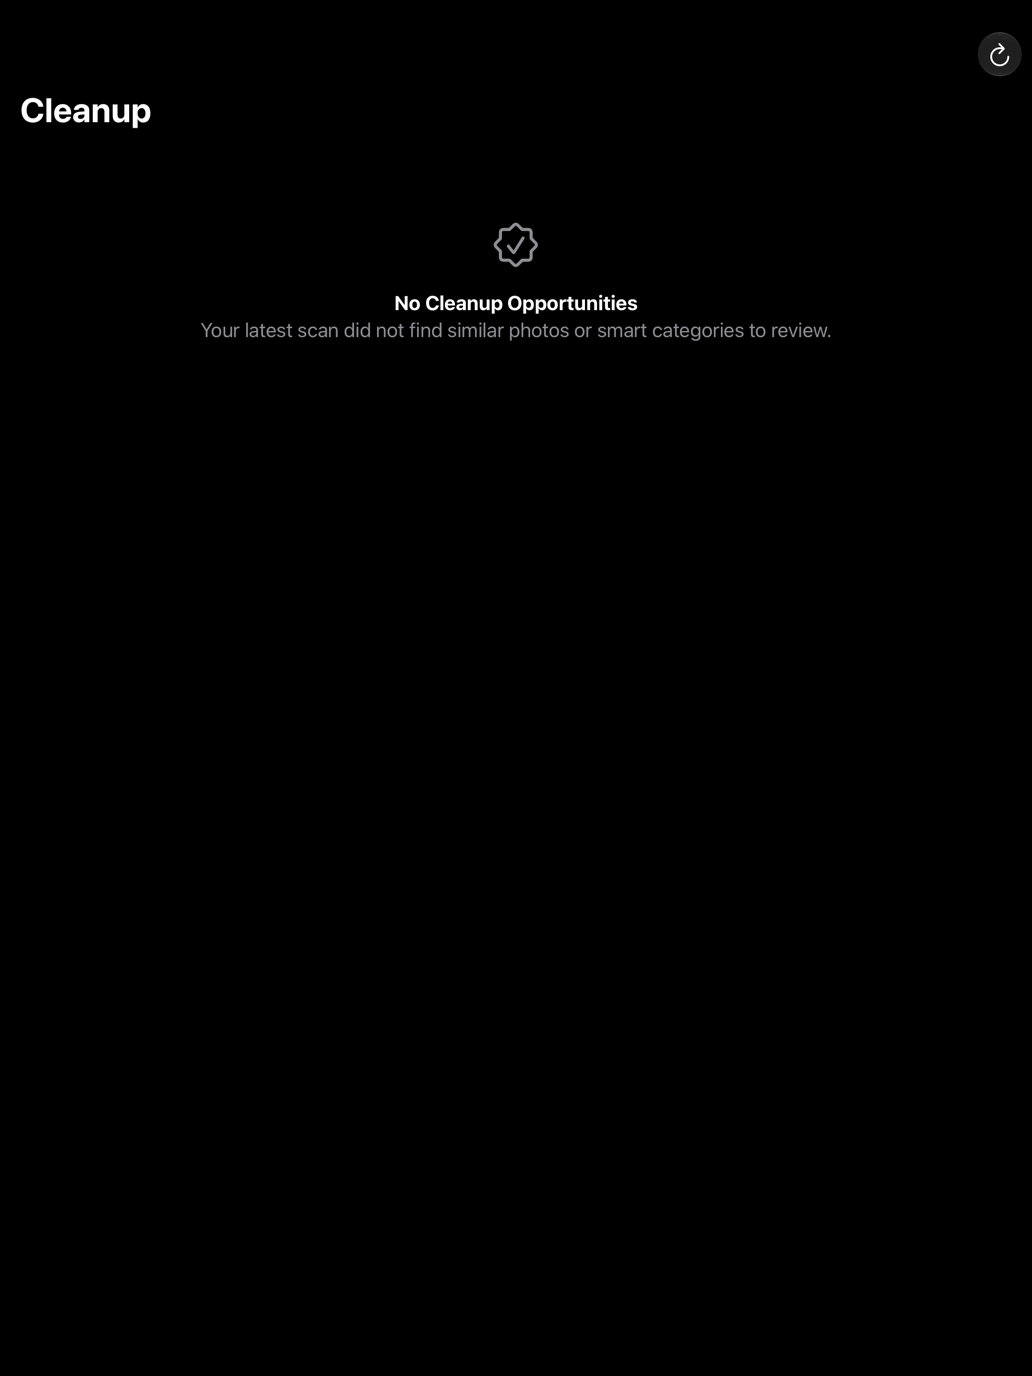 Cleanup
No Cleanup Opportunities
Your latest scan did not find similar photos or smart categories to review.